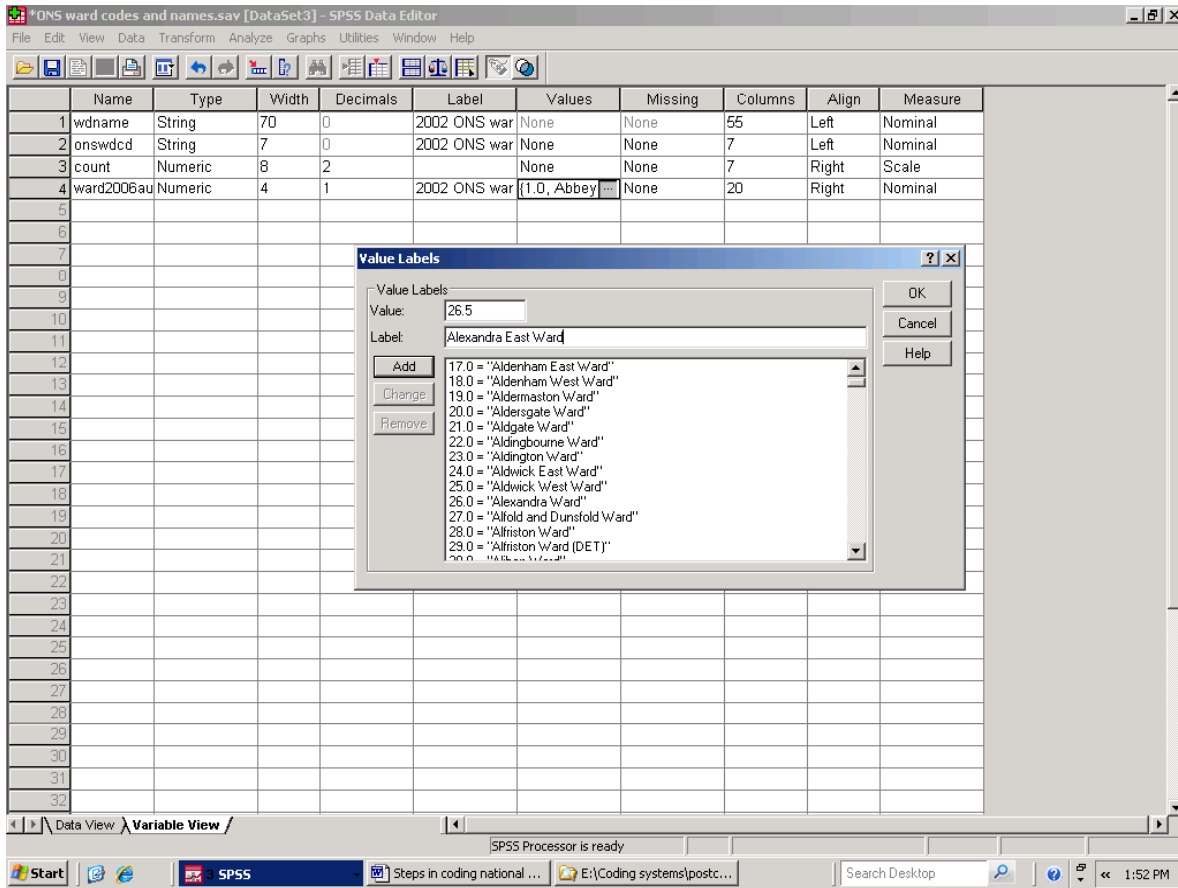 *ONS ward codes and names.sav [DataSet3] - SPSS Data Editor
File Edit View Data Transform Analyze Graphs Utilities Window Help
Name Type Width Decimals Label Values Missing Columns Align Measure
1 wdname String 70 0 2002 ONS war None None 55 Left Nominal
2 onswdcd String 7 0 2002 ONS war None None 7 Left Nominal
3 count Numeric 8 2 None None 7 Right Scale
4 ward2006au Numeric 4 1 2002 ONS war {1.0, Abbey ... None 20 Right Nominal
5
6
7
8
9
10
11
12
13
14
15
16
17
18
19
20
21
22
23
24
25
26
27
28
29
30
31
32
Value Labels
Value Labels
Value: 26.5
Label: Alexandra East Ward
OK
Cancel
Help
Add
Change
Remove
17.0 = "Aldenham East Ward"
18.0 = "Aldenham West Ward"
19.0 = "Aldermaston Ward"
20.0 = "Aldersgate Ward"
21.0 = "Aldgate Ward"
22.0 = "Aldingbourne Ward"
23.0 = "Aldington Ward"
24.0 = "Aldwick East Ward"
25.0 = "Aldwick West Ward"
26.0 = "Alexandra Ward"
27.0 = "Alfold and Dunsfold Ward"
28.0 = "Alfriston Ward"
29.0 = "Alfriston Ward (DET)"
Data View Variable View
SPSS Processor is ready
Start 3 SPSS Steps in coding national ... E:\Coding systems\postc... Search Desktop « 1:52 PM